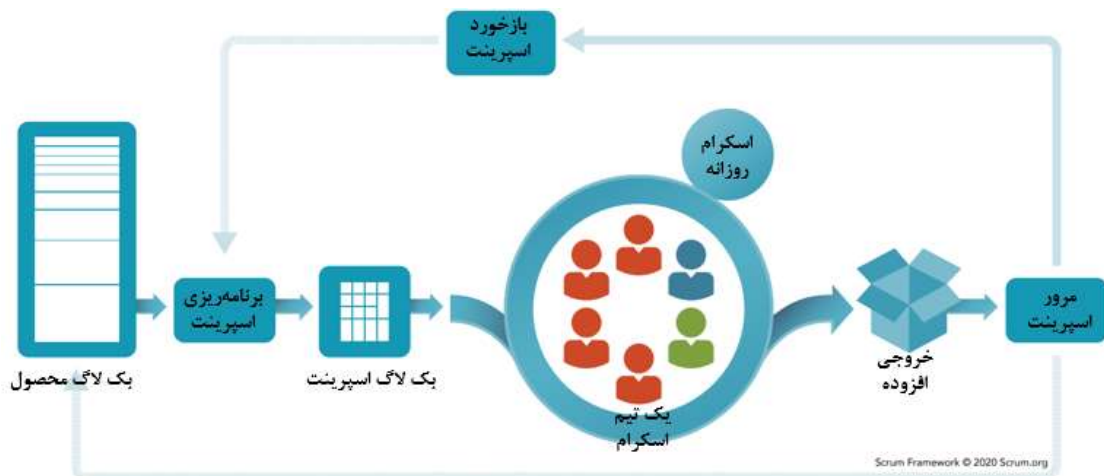 بازخورد
اسپرینت
اسکرام
روزانه
برنامه‌ریزی
اسپرینت
مرور
اسپرینت
بک لاگ محصول
بک لاگ اسپرینت
یک تیم
اسکرام
خروجی
افزوده
Scrum Framework © 2020 Scrum.org